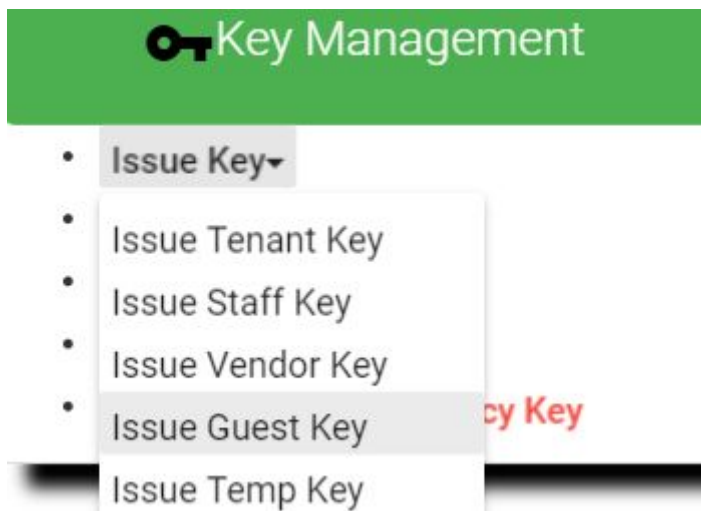 Key Management
Issue Key
Issue Tenant Key
Issue Staff Key
Issue Vendor Key
Issue Guest Key
cy Key
Issue Temp Key